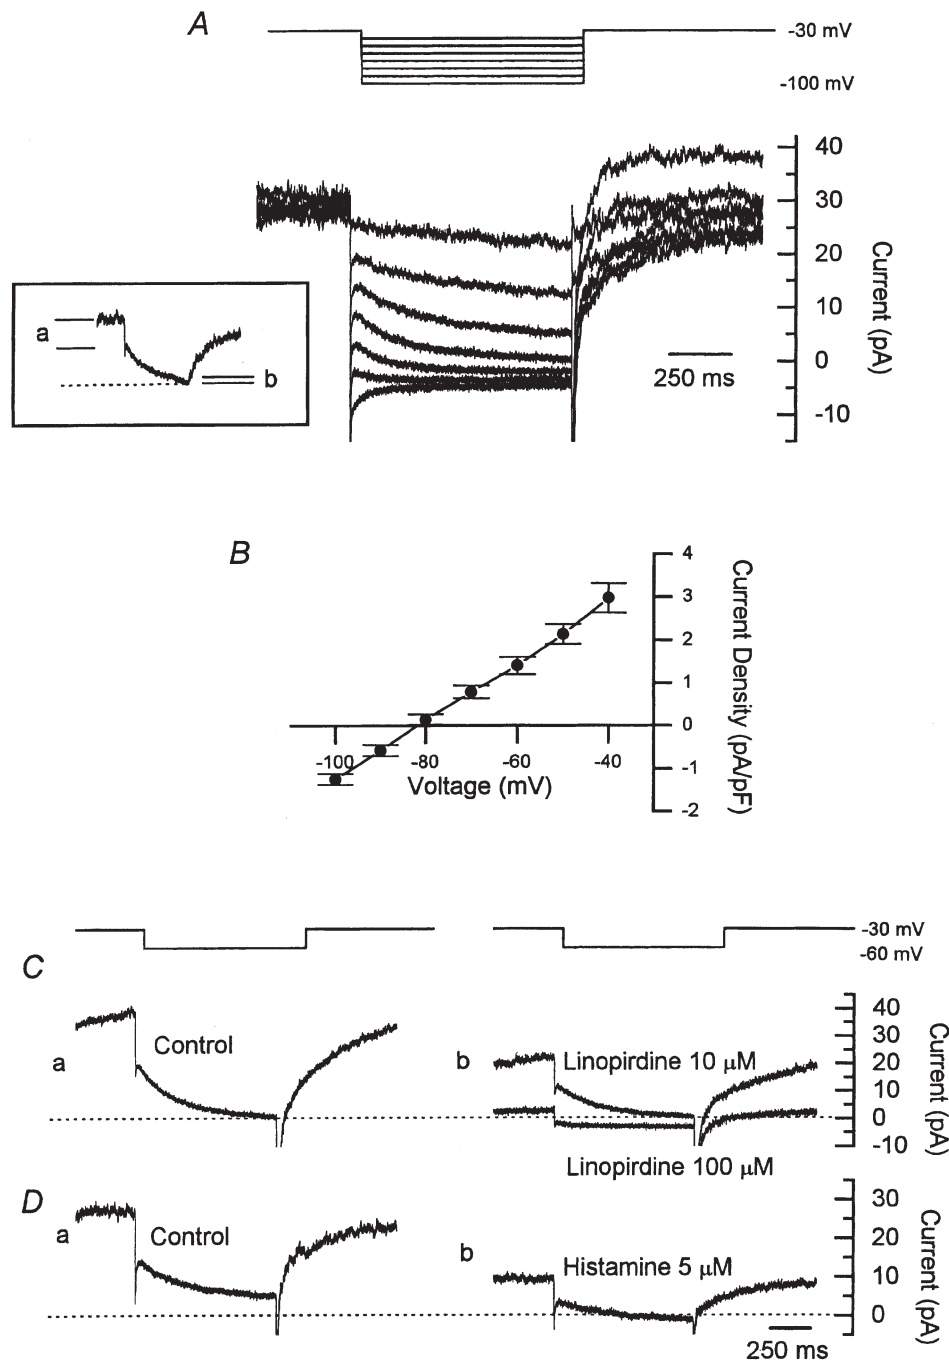 A
-30 mV
-100 mV
40
30
20
10
0
-10
Current (pA)
250 ms
a
b
B
4
3
2
1
0
-1
-2
Current Density (pA/pF)
-100
-80
-60
-40
Voltage (mV)
-30 mV
-60 mV
C
a
Control
b
Linopirdine 10 µM
Linopirdine 100 µM
40
30
20
10
0
-10
Current (pA)
D
a
Control
b
Histamine 5 µM
30
20
10
0
Current (pA)
250 ms